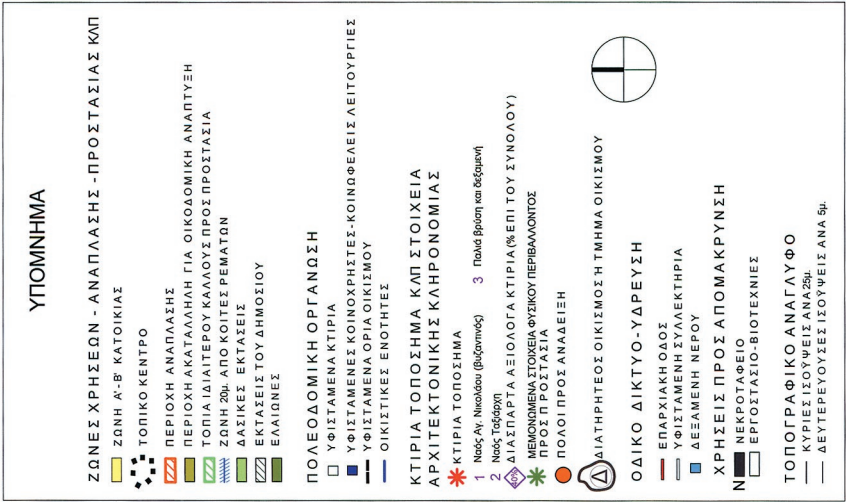 ΥΠΟΜΝΗΜΑ
ΖΩΝΕΣ ΧΡΗΣΕΩΝ - ΑΝΑΠΛΑΣΗΣ - ΠΡΟΣΤΑΣΙΑΣ ΚΛΠ
ΖΩΝΗ Α'- Β' ΚΑΤΟΙΚΙΑΣ
ΤΟΠΙΚΟ ΚΕΝΤΡΟ
ΠΕΡΙΟΧΗ ΑΝΑΠΛΑΣΗΣ
ΠΕΡΙΟΧΗ ΑΚΑΤΑΛΛΗΛΗ ΓΙΑ ΟΙΚΟΔΟΜΙΚΗ ΑΝΑΠΤΥΞΗ
ΤΟΠΙΑ ΙΔΙΑΙΤΕΡΟΥ ΚΑΛΛΟΥΣ ΠΡΟΣ ΠΡΟΣΤΑΣΙΑ
ΖΩΝΗ 20μ. ΑΠΟ ΚΟΙΤΕΣ ΡΕΜΑΤΩΝ
ΔΑΣΙΚΕΣ ΕΚΤΑΣΕΙΣ
ΕΚΤΑΣΕΙΣ ΤΟΥ ΔΗΜΟΣΙΟΥ
ΕΛΑΙΩΝΕΣ
ΠΟΛΕΟΔΟΜΙΚΗ ΟΡΓΑΝΩΣΗ
ΥΦΙΣΤΑΜΕΝΑ ΚΤΙΡΙΑ
ΥΦΙΣΤΑΜΕΝΕΣ ΚΟΙΝΟΧΡΗΣΤΕΣ-ΚΟΙΝΩΦΕΛΕΙΣ ΛΕΙΤΟΥΡΓΙΕΣ
ΥΦΙΣΤΑΜΕΝΑ ΟΡΙΑ ΟΙΚΙΣΜΟΥ
ΟΙΚΙΣΤΙΚΕΣ ΕΝΟΤΗΤΕΣ
ΚΤΙΡΙΑ ΤΟΠΟΣΗΜΑ ΚΛΠ ΣΤΟΙΧΕΙΑ
ΑΡΧΙΤΕΚΤΟΝΙΚΗΣ ΚΛΗΡΟΝΟΜΙΑΣ
ΚΤΙΡΙΑ ΤΟΠΟΣΗΜΑ
1 Ναός Αγ. Νικολάου (βυζαντινός) 3 Παλιά βρύση και δεξαμενή
2 Ναός Ταξιάρχη
40% ΔΙΑΣΠΑΡΤΑ ΑΞΙΟΛΟΓΑ ΚΤΙΡΙΑ (% ΕΠΙ ΤΟΥ ΣΥΝΟΛΟΥ)
ΜΕΜΟΝΩΜΕΝΑ ΣΤΟΙΧΕΙΑ ΦΥΣΙΚΟΥ ΠΕΡΙΒΑΛΛΟΝΤΟΣ
ΠΡΟΣ ΠΡΟΣΤΑΣΙΑ
ΠΟΛΟΙ ΠΡΟΣ ΑΝΑΔΕΙΞΗ
Δ ΔΙΑΤΗΡΗΤΕΟΣ ΟΙΚΙΣΜΟΣ Ή ΤΜΗΜΑ ΟΙΚΙΣΜΟΥ
ΟΔΙΚΟ ΔΙΚΤΥΟ-ΥΔΡΕΥΣΗ
ΕΠΑΡΧΙΑΚΗ ΟΔΟΣ
ΥΦΙΣΤΑΜΕΝΗ ΣΥΛΛΕΚΤΗΡΙΑ
ΔΕΞΑΜΕΝΗ ΝΕΡΟΥ
ΧΡΗΣΕΙΣ ΠΡΟΣ ΑΠΟΜΑΚΡΥΝΣΗ
Ν ΝΕΚΡΟΤΑΦΕΙΟ
ΕΡΓΟΣΤΑΣΙΟ-ΒΙΟΤΕΧΝΙΕΣ
ΤΟΠΟΓΡΑΦΙΚΟ ΑΝΑΓΛΥΦΟ
ΚΥΡΙΕΣ ΙΣΟΫΨΕΙΣ ΑΝΑ 25μ.
ΔΕΥΤΕΡΕΥΟΥΣΕΣ ΙΣΟΫΨΕΙΣ ΑΝΑ 5μ.